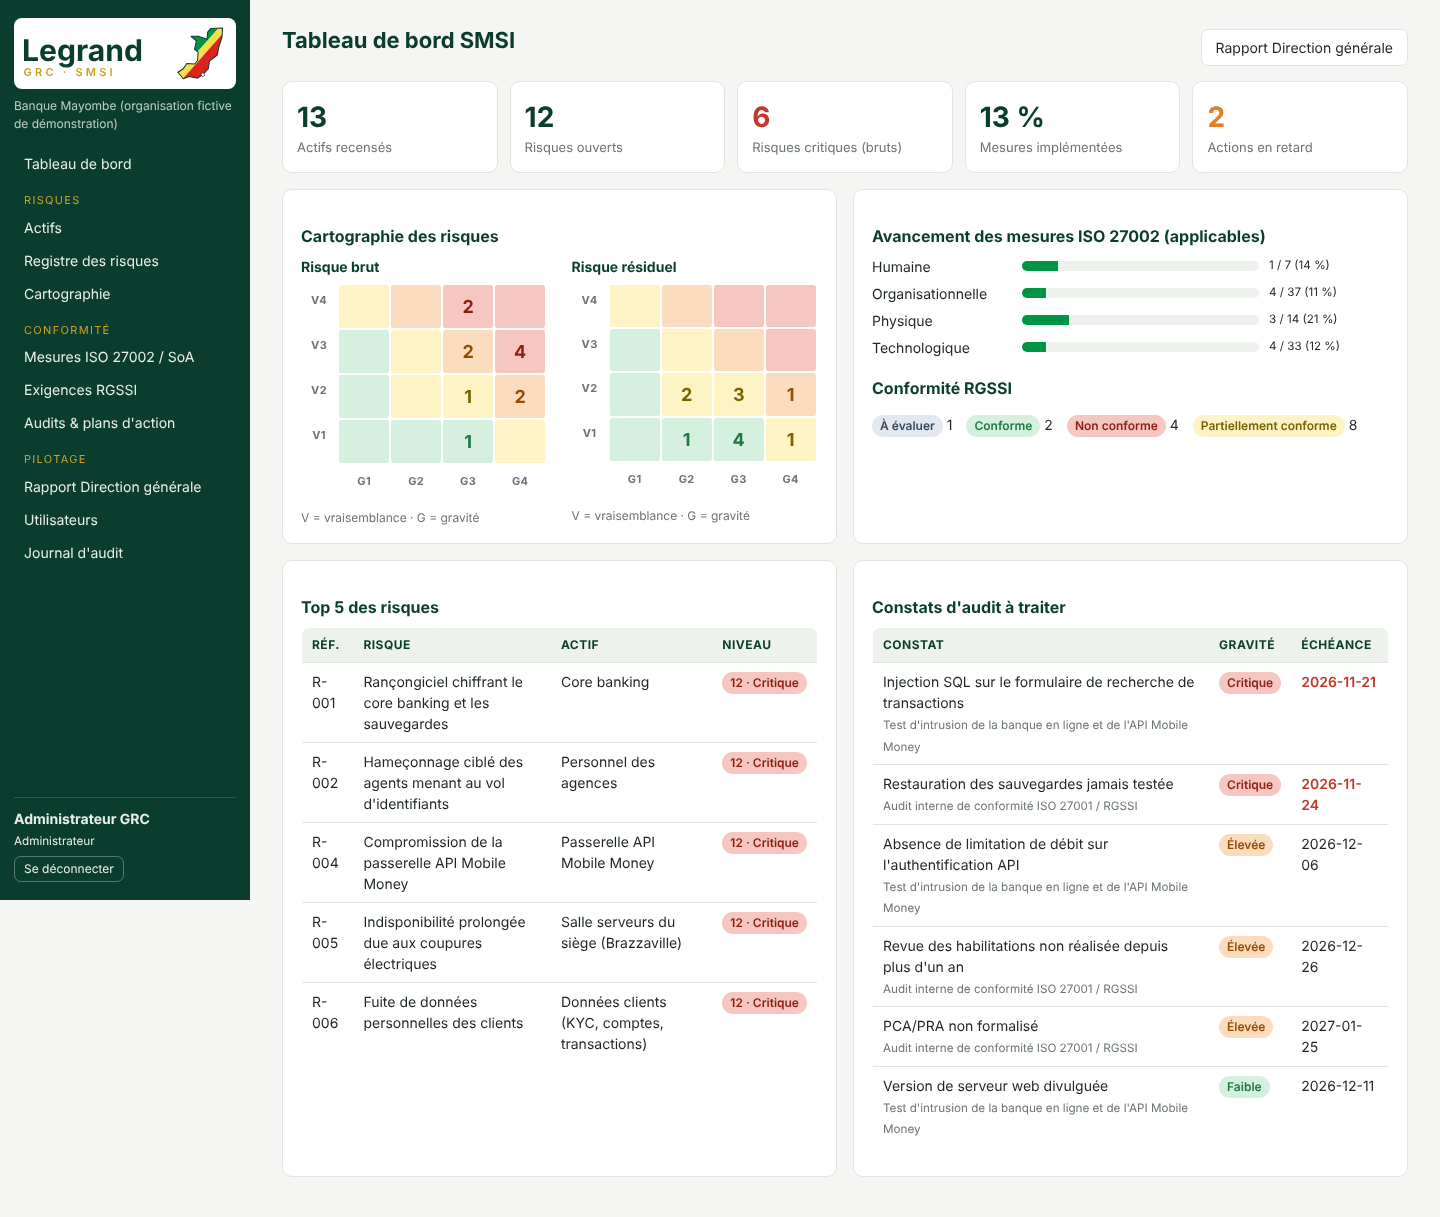 Legrand
GRC · SMSI
Banque Mayombe (organisation fictive
de démonstration)
Tableau de bord
RISQUES
Actifs
Registre des risques
Cartographie
CONFORMITÉ
Mesures ISO 27002 / SoA
Exigences RGSSI
Audits & plans d'action
PILOTAGE
Rapport Direction générale
Utilisateurs
Journal d'audit
Administrateur GRC
Administrateur
Se déconnecter
Tableau de bord SMSI
Rapport Direction générale
13
Actifs recensés
12
Risques ouverts
6
Risques critiques (bruts)
13 %
Mesures implémentées
2
Actions en retard
Cartographie des risques
Risque brut
V4 2
V3 2 4
V2 1 2
V1 1
G1 G2 G3 G4
V = vraisemblance · G = gravité
Risque résiduel
V4
V3
V2 2 3 1
V1 1 4 1
G1 G2 G3 G4
V = vraisemblance · G = gravité
Avancement des mesures ISO 27002 (applicables)
Humaine 1 / 7 (14 %)
Organisationnelle 4 / 37 (11 %)
Physique 3 / 14 (21 %)
Technologique 4 / 33 (12 %)
Conformité RGSSI
À évaluer 1 Conforme 2 Non conforme 4 Partiellement conforme 8
Top 5 des risques
RÉF. RISQUE ACTIF NIVEAU
R- Rançongiciel chiffrant le Core banking 12 · Critique
001 core banking et les
sauvegardes
R- Hameçonnage ciblé des Personnel des 12 · Critique
002 agents menant au vol agences
d'identifiants
R- Compromission de la Passerelle API 12 · Critique
004 passerelle API Mobile Mobile Money
Money
R- Indisponibilité prolongée Salle serveurs du 12 · Critique
005 due aux coupures siège (Brazzaville)
électriques
R- Fuite de données Données clients 12 · Critique
006 personnelles des clients (KYC, comptes,
transactions)
Constats d'audit à traiter
CONSTAT GRAVITÉ ÉCHÉANCE
Injection SQL sur le formulaire de recherche de Critique 2026-11-21
transactions
Test d'intrusion de la banque en ligne et de l'API Mobile
Money
Restauration des sauvegardes jamais testée Critique 2026-11-
Audit interne de conformité ISO 27001 / RGSSI 24
Absence de limitation de débit sur Élevée 2026-12-
l'authentification API 06
Test d'intrusion de la banque en ligne et de l'API Mobile
Money
Revue des habilitations non réalisée depuis Élevée 2026-12-
plus d'un an 26
Audit interne de conformité ISO 27001 / RGSSI
PCA/PRA non formalisé Élevée 2027-01-
Audit interne de conformité ISO 27001 / RGSSI 25
Version de serveur web divulguée Faible 2026-12-11
Test d'intrusion de la banque en ligne et de l'API Mobile
Money